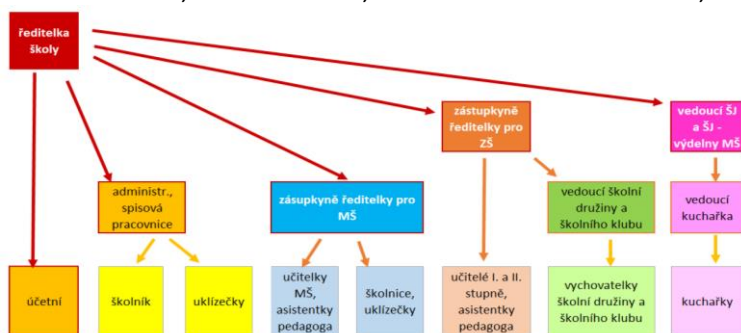 ředitelka
školy
zástupkyně
ředitelky pro
ZŠ
vedoucí ŠJ
a ŠJ -
výdelny MŠ
administr.,
spisová
pracovnice
zásupkyně ředitelky pro
MŠ
vedoucí školní
družiny a
školního klubu
vedoucí
kuchařka
účetní
školník
uklízečky
učitelky
MŠ,
asistentky
pedagoga
školnice,
uklízečky
učitelé I. a II.
stupně,
asistentky
pedagoga
vychovatelky
školní družiny a
školního klubu
kuchařky